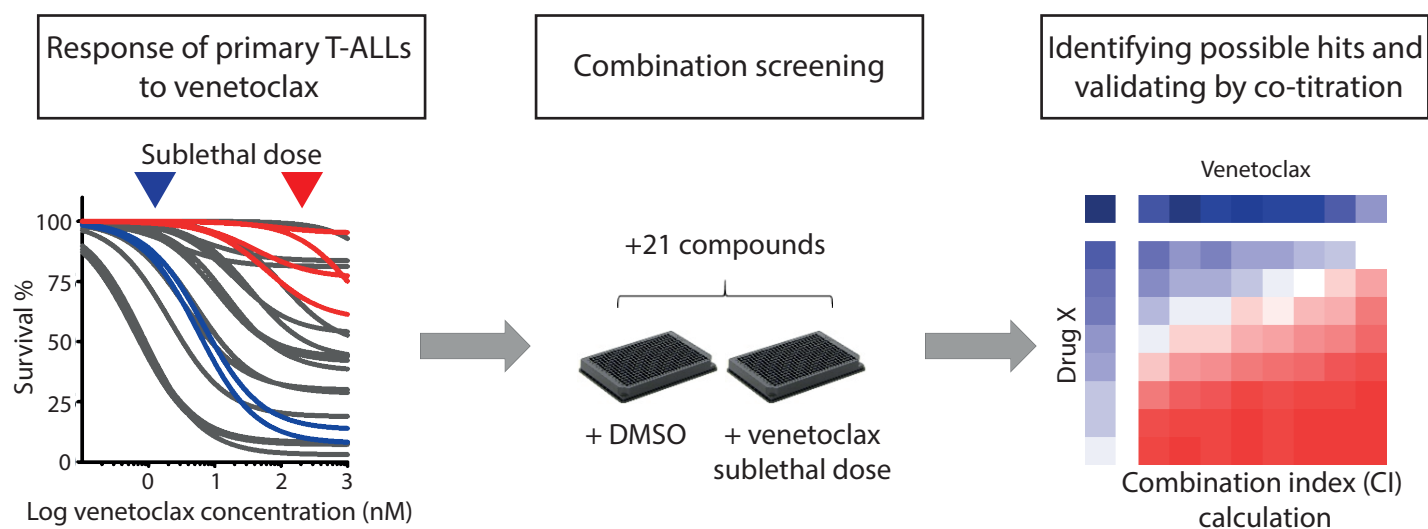 Response of primary T-ALLs
to venetoclax
Combination screening
Identifying possible hits and
validating by co-titration
Sublethal dose
100
75
50
25
0
Survival %
0
1
2
3
Log venetoclax concentration (nM)
+21 compounds
+ DMSO
+ venetoclax
sublethal dose
Venetoclax
Drug X
Combination index (CI)
calculation